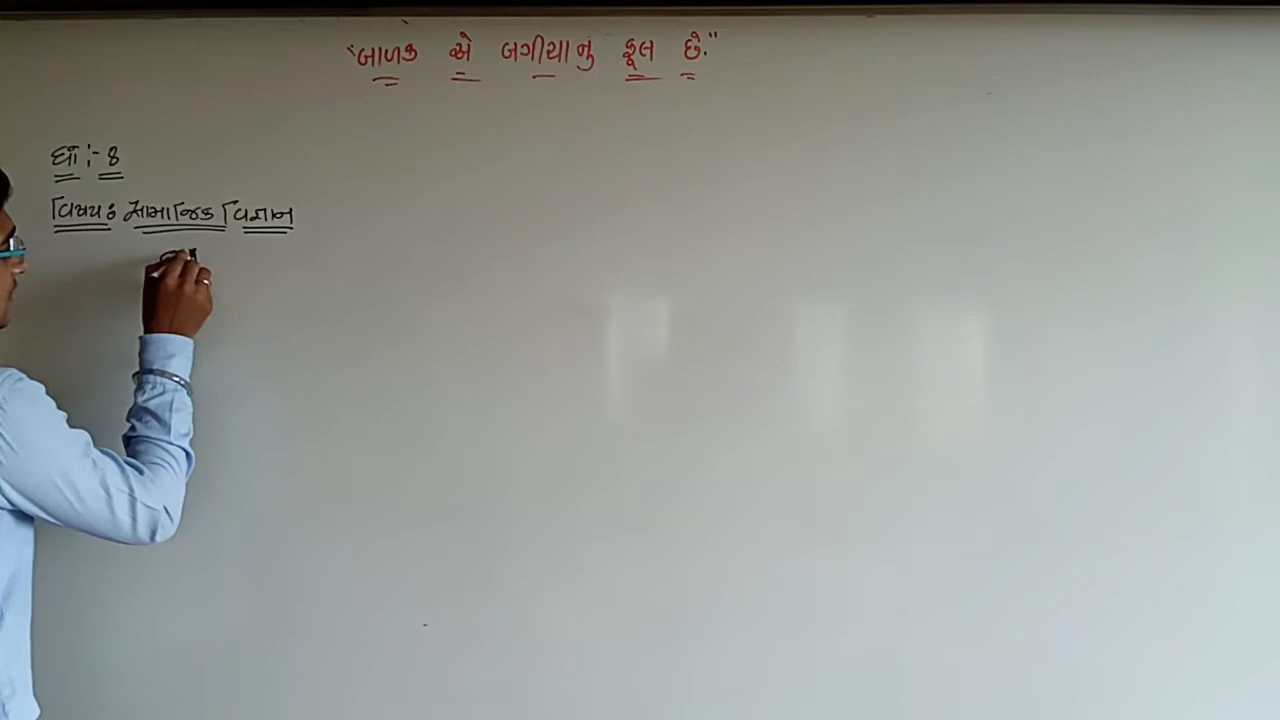 "બાળક એ બગીચાનું ફૂલ છે."
ધો :- 8
વિષય : સામાજિક વિજ્ઞાન